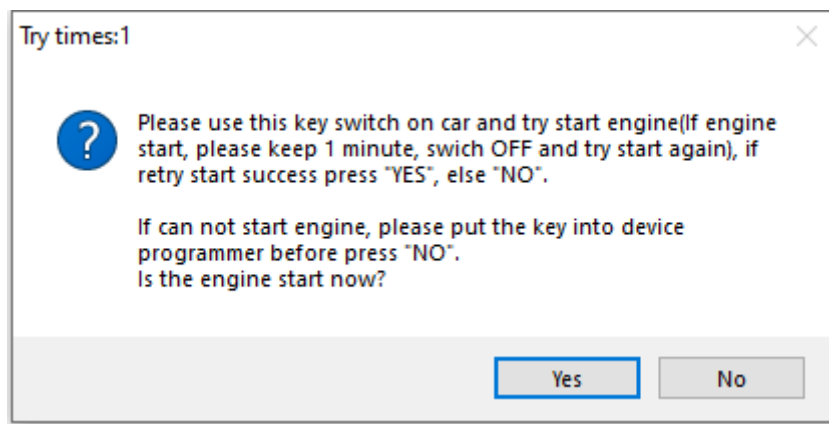 Try times:1
Please use this key switch on car and try start engine(If engine
start, please keep 1 minute, swich OFF and try start again), if
retry start success press "YES", else "NO".
If can not start engine, please put the key into device
programmer before press "NO".
Is the engine start now?
Yes
No